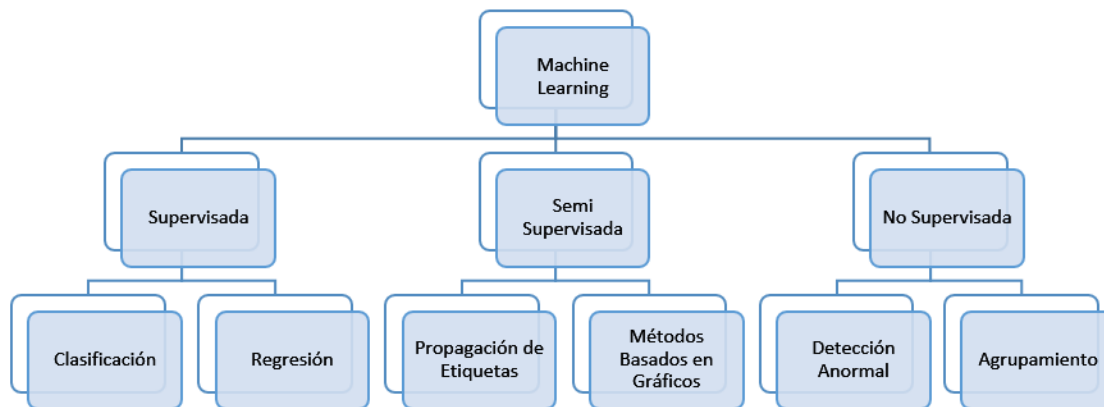 Machine
Learning
Supervisada
Semi
Supervisada
No Supervisada
Clasificación
Regresión
Propagación de
Etiquetas
Métodos
Basados en
Gráficos
Detección
Anormal
Agrupamiento